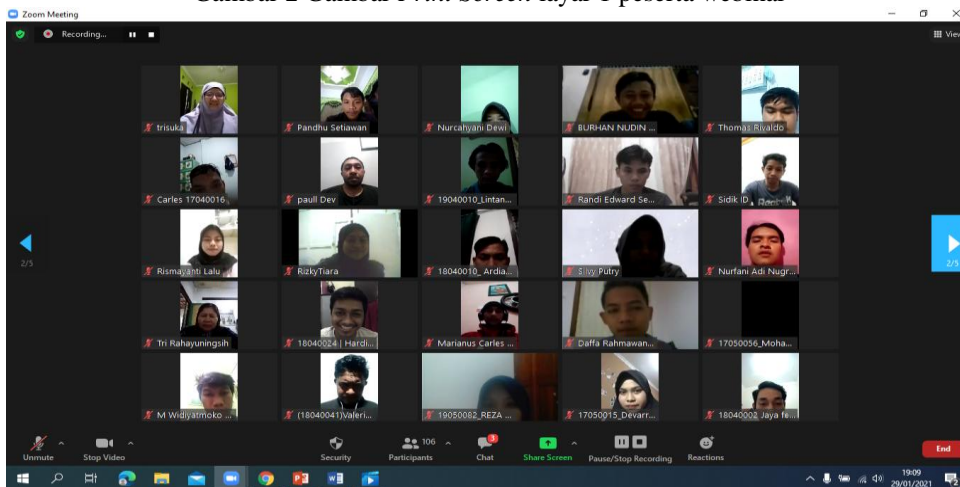 Gambar 2 Gambar Print Screen layar 1 peserta webinar
Zoom Meeting
Recording...
View
trisuka
Pandhu Setiawan
Nurcahyani Dewi
BURHAN NUDIN ...
Thomas Rivaldo
Carles 17040016
paull Dev
19040010_Lintan...
Randi Edward Se...
Sidik ID
Rismayanti Lalu
RizkyTiara
18040010_Ardia...
Silvy Putry
Nurfani Adi Nugr...
2/5
2/5
Tri Rahayuningsih
18040024 | Hardi...
Marianus Carles ...
Daffa Rahmawan...
17050056_Moha...
M Widiyatmoko ...
(18040041)Valeri...
19050082_REZA ...
17050015_Devarr...
18040002 Jaya fe...
Unmute
Stop Video
Security
106
Participants
3
Chat
Share Screen
Pause/Stop Recording
Reactions
End
19:09
29/01/2021